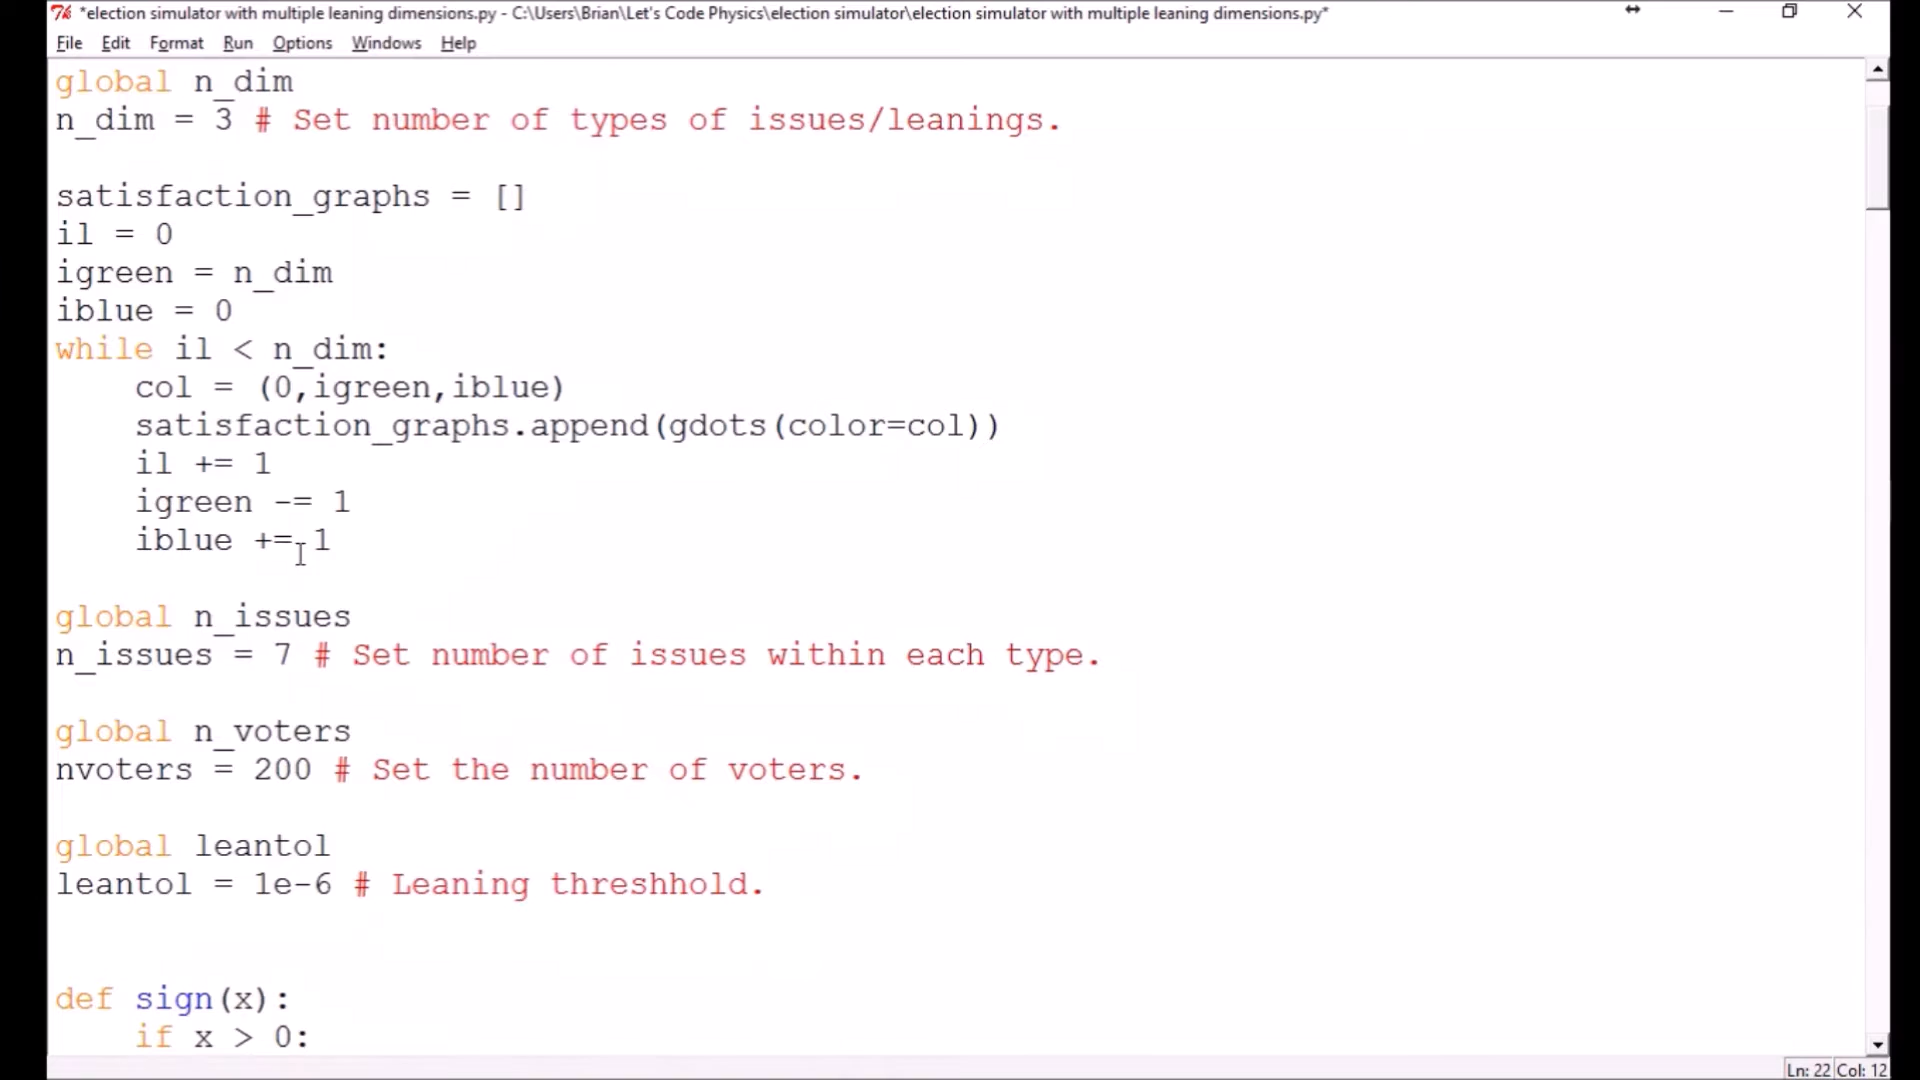 *election simulator with multiple leaning dimensions.py - C:\Users\Brian\Let's Code Physics\election simulator\election simulator with multiple leaning dimensions.py*
File Edit Format Run Options Windows Help
global n_dim
n_dim = 3 # Set number of types of issues/leanings.
satisfaction_graphs = []
il = 0
igreen = n_dim
iblue = 0
while il < n_dim:
    col = (0,igreen,iblue)
    satisfaction_graphs.append(gdots(color=col))
    il += 1
    igreen -= 1
    iblue += 1
global n_issues
n_issues = 7 # Set number of issues within each type.
global n_voters
nvoters = 200 # Set the number of voters.
global leantol
leantol = 1e-6 # Leaning threshhold.
def sign(x):
    if x > 0:
Ln: 22 Col: 12